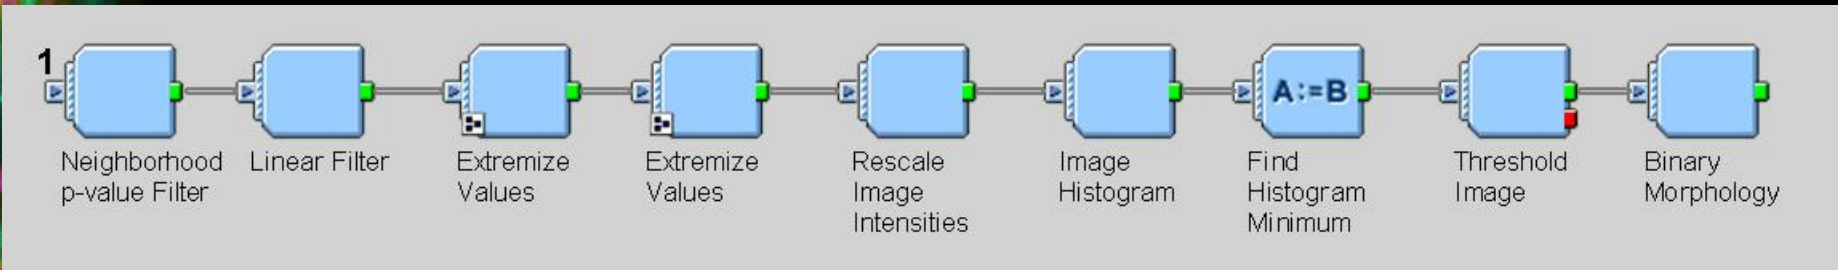 1
A:=B
Neighborhood
p-value Filter
Linear Filter
Extremize
Values
Extremize
Values
Rescale
Image
Intensities
Image
Histogram
Find
Histogram
Minimum
Threshold
Image
Binary
Morphology